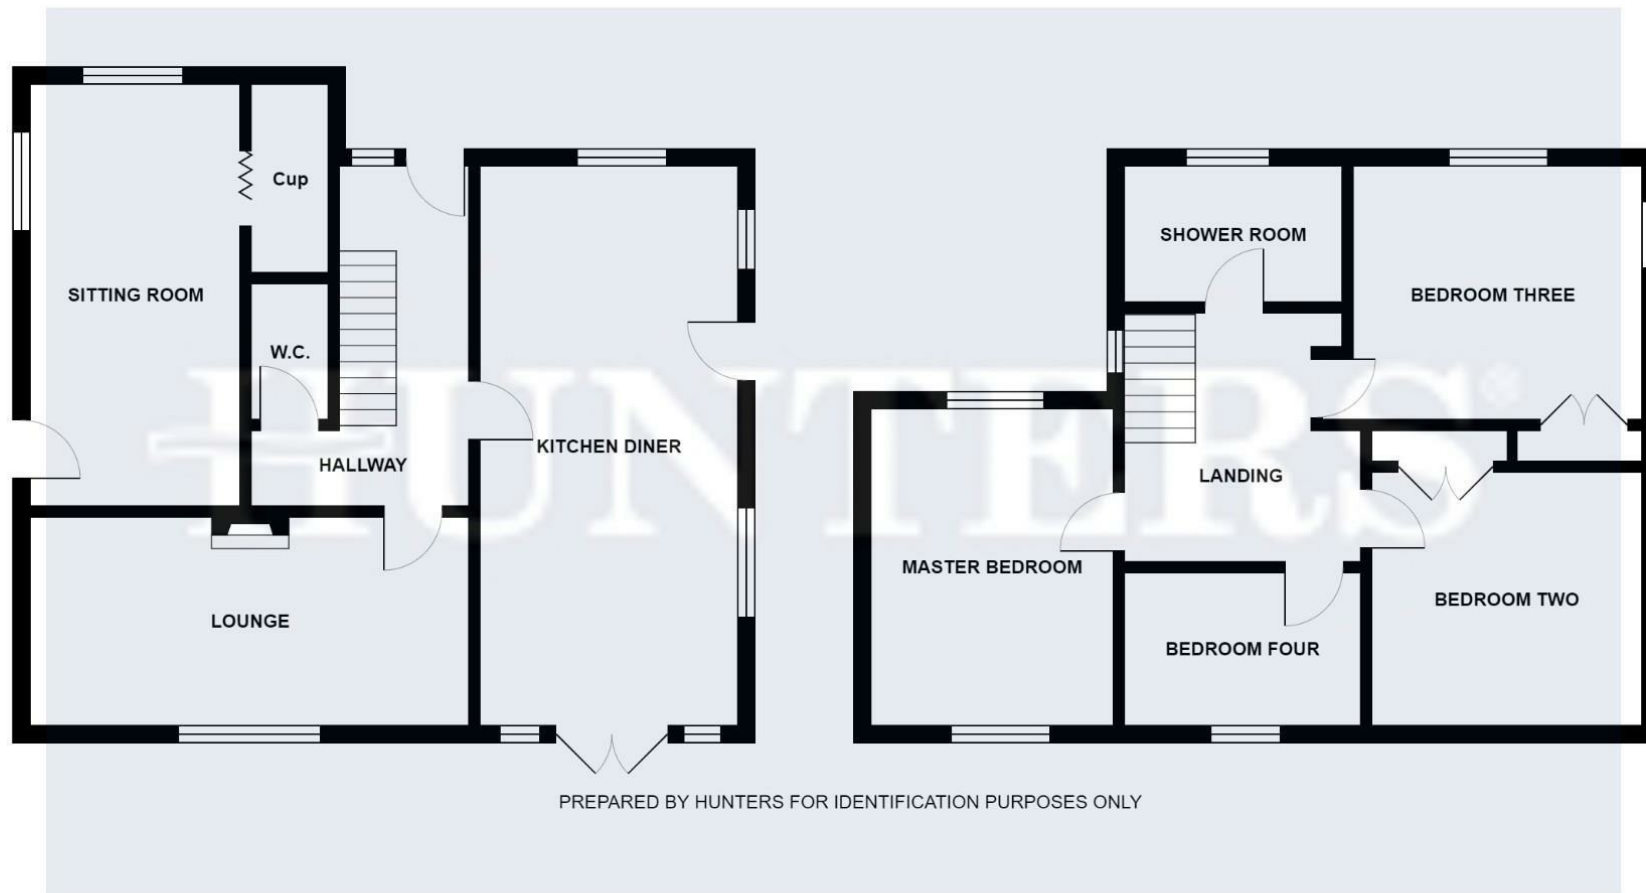 SITTING ROOM
Cup
W.C.
HALLWAY
KITCHEN DINER
LOUNGE
SHOWER ROOM
BEDROOM THREE
LANDING
MASTER BEDROOM
BEDROOM FOUR
BEDROOM TWO
HUNTERS®
PREPARED BY HUNTERS FOR IDENTIFICATION PURPOSES ONLY